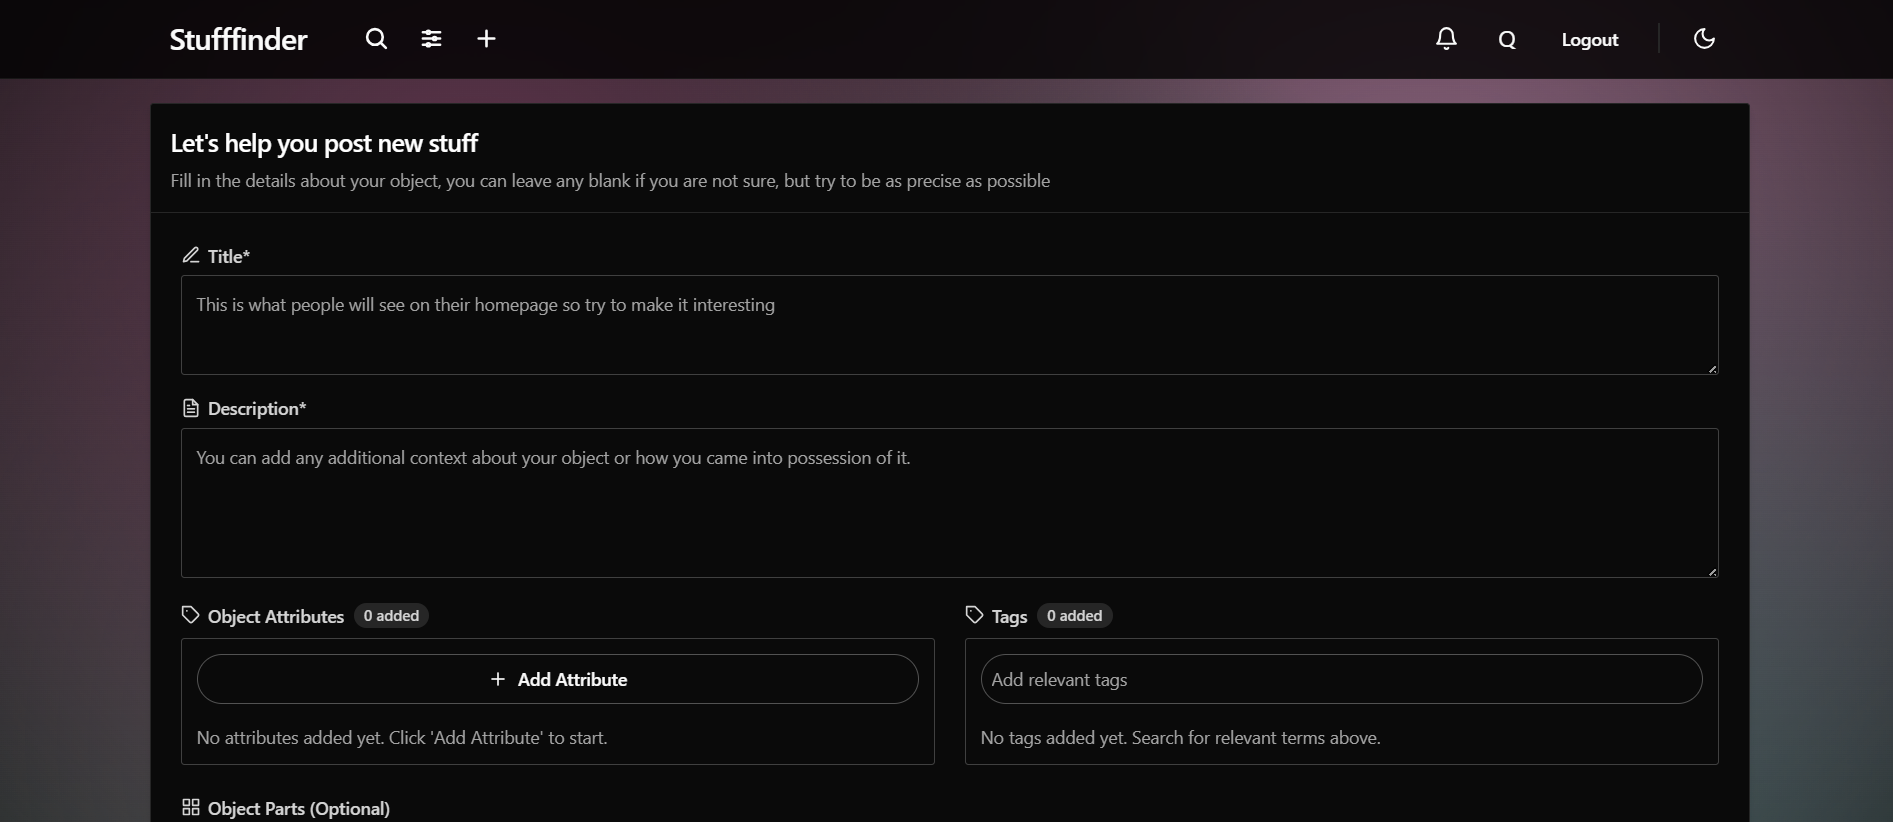 Stufffinder
Q
Logout
Let's help you post new stuff
Fill in the details about your object, you can leave any blank if you are not sure, but try to be as precise as possible
Title*
This is what people will see on their homepage so try to make it interesting
Description*
You can add any additional context about your object or how you came into possession of it.
Object Attributes 0 added
+ Add Attribute
No attributes added yet. Click 'Add Attribute' to start.
Tags 0 added
Add relevant tags
No tags added yet. Search for relevant terms above.
Object Parts (Optional)